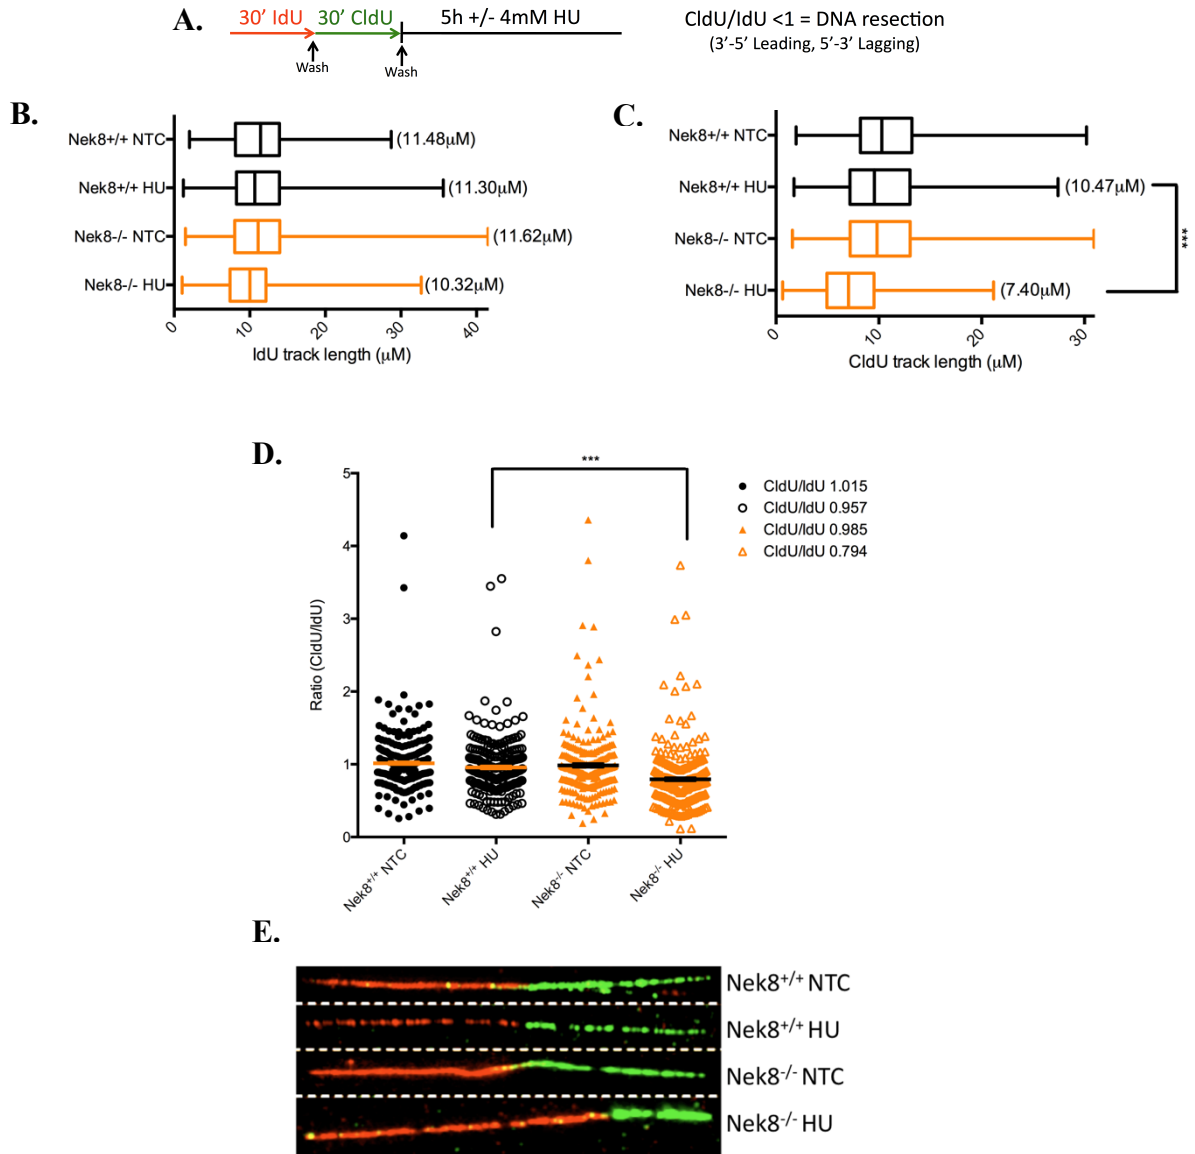 A.
30’ IdU 30’ CldU 5h +/- 4mM HU
Wash
Wash
CldU/IdU <1 = DNA resection
(3’-5’ Leading, 5’-3’ Lagging)
B.
Nek8+/+ NTC (11.48μM)
Nek8+/+ HU (11.30μM)
Nek8-/- NTC (11.62μM)
Nek8-/- HU (10.32μM)
0 10 20 30 40
IdU track length (μM)
C.
Nek8+/+ NTC
Nek8+/+ HU (10.47μM)
Nek8-/- NTC
Nek8-/- HU (7.40μM)
***
0 10 20 30
CldU track length (μM)
D.
***
5
4
3
2
1
0
Ratio (CldU/IdU)
Nek8+/+ NTC
Nek8+/+ HU
Nek8-/- NTC
Nek8-/- HU
CldU/IdU 1.015
CldU/IdU 0.957
CldU/IdU 0.985
CldU/IdU 0.794
E.
Nek8+/+ NTC
Nek8+/+ HU
Nek8-/- NTC
Nek8-/- HU